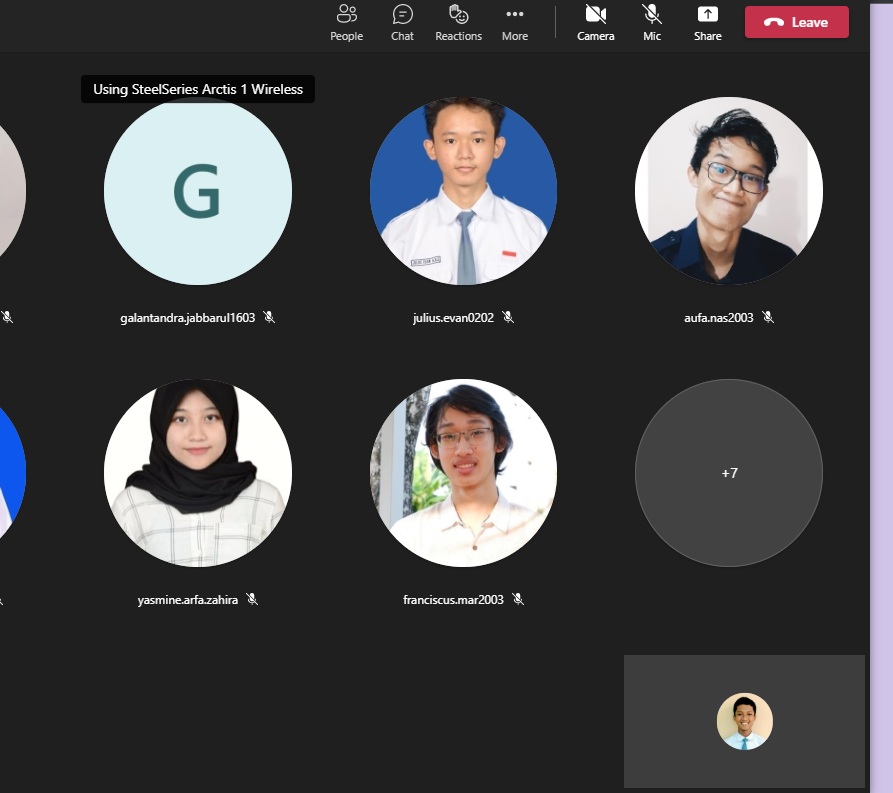 People
Chat
Reactions
More
Camera
Mic
Share
Leave
Using SteelSeries Arctis 1 Wireless
G
galantandra.jabbarul1603
julius.evan0202
aufa.nas2003
+7
yasmine.arfa.zahira
franciscus.mar2003